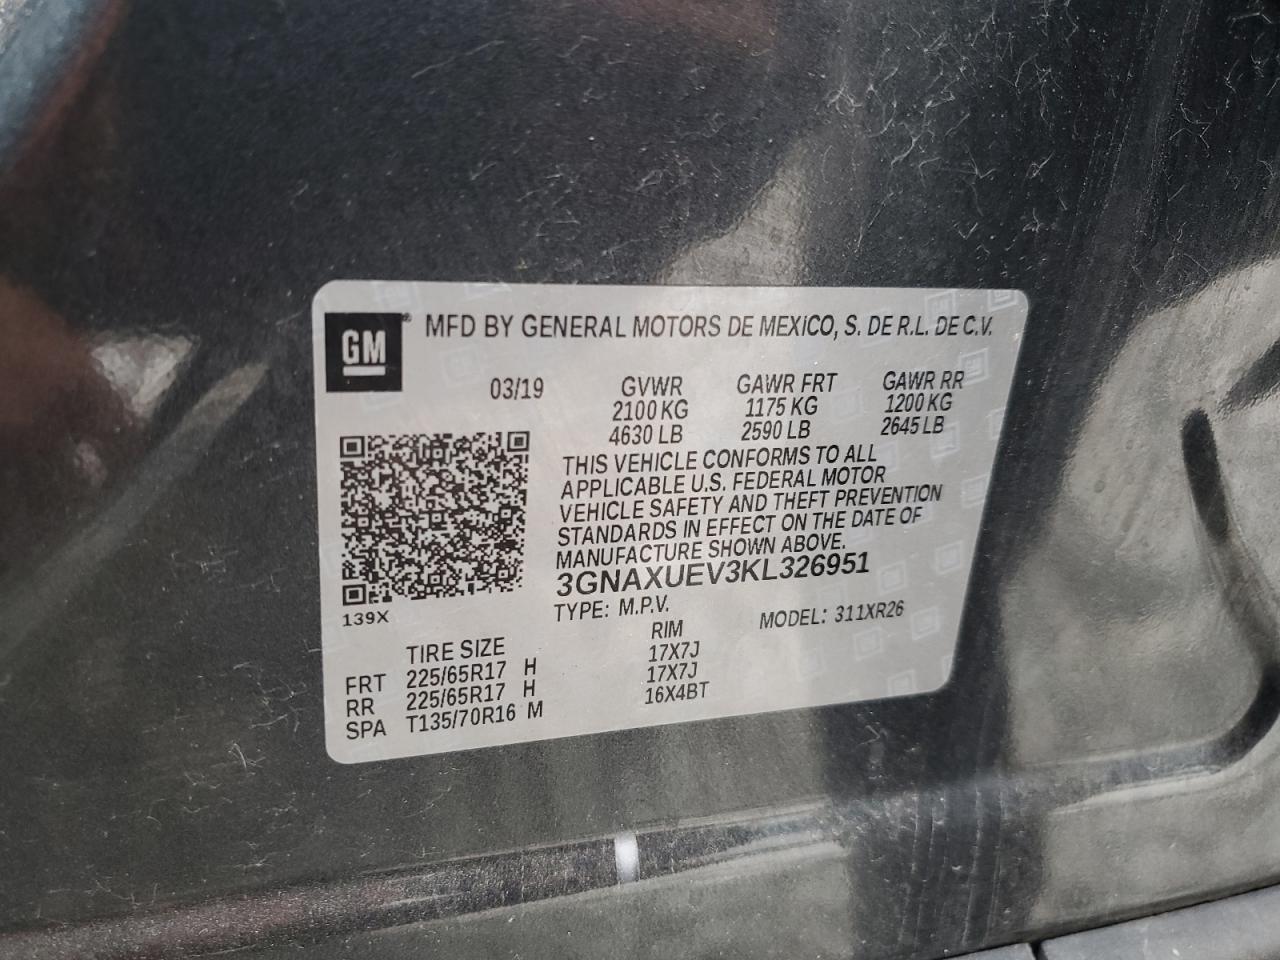 GM® MFD BY GENERAL MOTORS DE MEXICO, S. DE R.L. DE C.V.
03/19 GVWR GAWR FRT GAWR RR
2100 KG 1175 KG 1200 KG
4630 LB 2590 LB 2645 LB
THIS VEHICLE CONFORMS TO ALL
APPLICABLE U.S. FEDERAL MOTOR
VEHICLE SAFETY AND THEFT PREVENTION
STANDARDS IN EFFECT ON THE DATE OF
MANUFACTURE SHOWN ABOVE.
3GNAXUEV3KL326951
139X TYPE: M.P.V. MODEL: 311XR26
TIRE SIZE RIM
FRT 225/65R17 H 17X7J
RR 225/65R17 H 17X7J
SPA T135/70R16 M 16X4BT